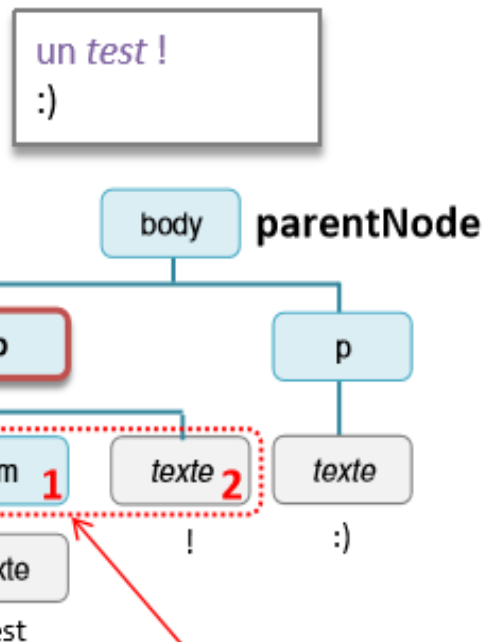 un test !
:)
body parentNode
p
1 texte 2 texte
! :)